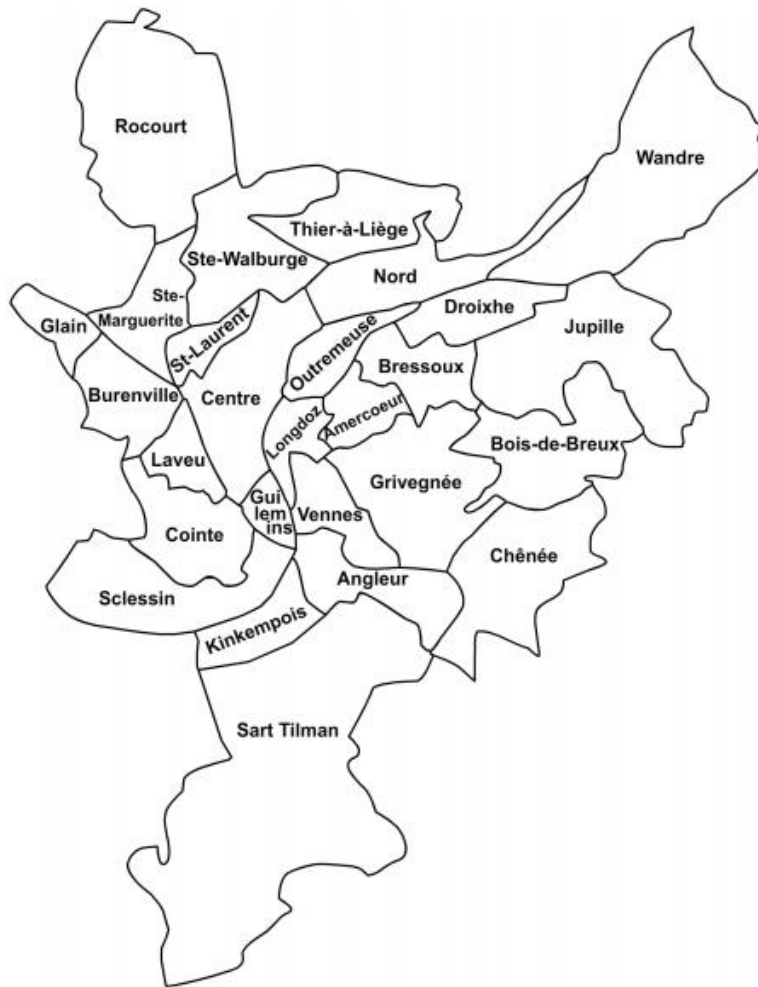 Rocourt
Wandre
Thier-à-Liège
Ste-Walburge
Nord
Ste-
Marguerite
Droixhe
Glain
Jupille
St-Laurent
Outremeuse
Bressoux
Burenville
Centre
Longdoz
Amercoeur
Bois-de-Breux
Laveu
Grivegnée
Gui
lem
ins
Vennes
Cointe
Chênée
Angleur
Sclessin
Kinkempois
Sart Tilman